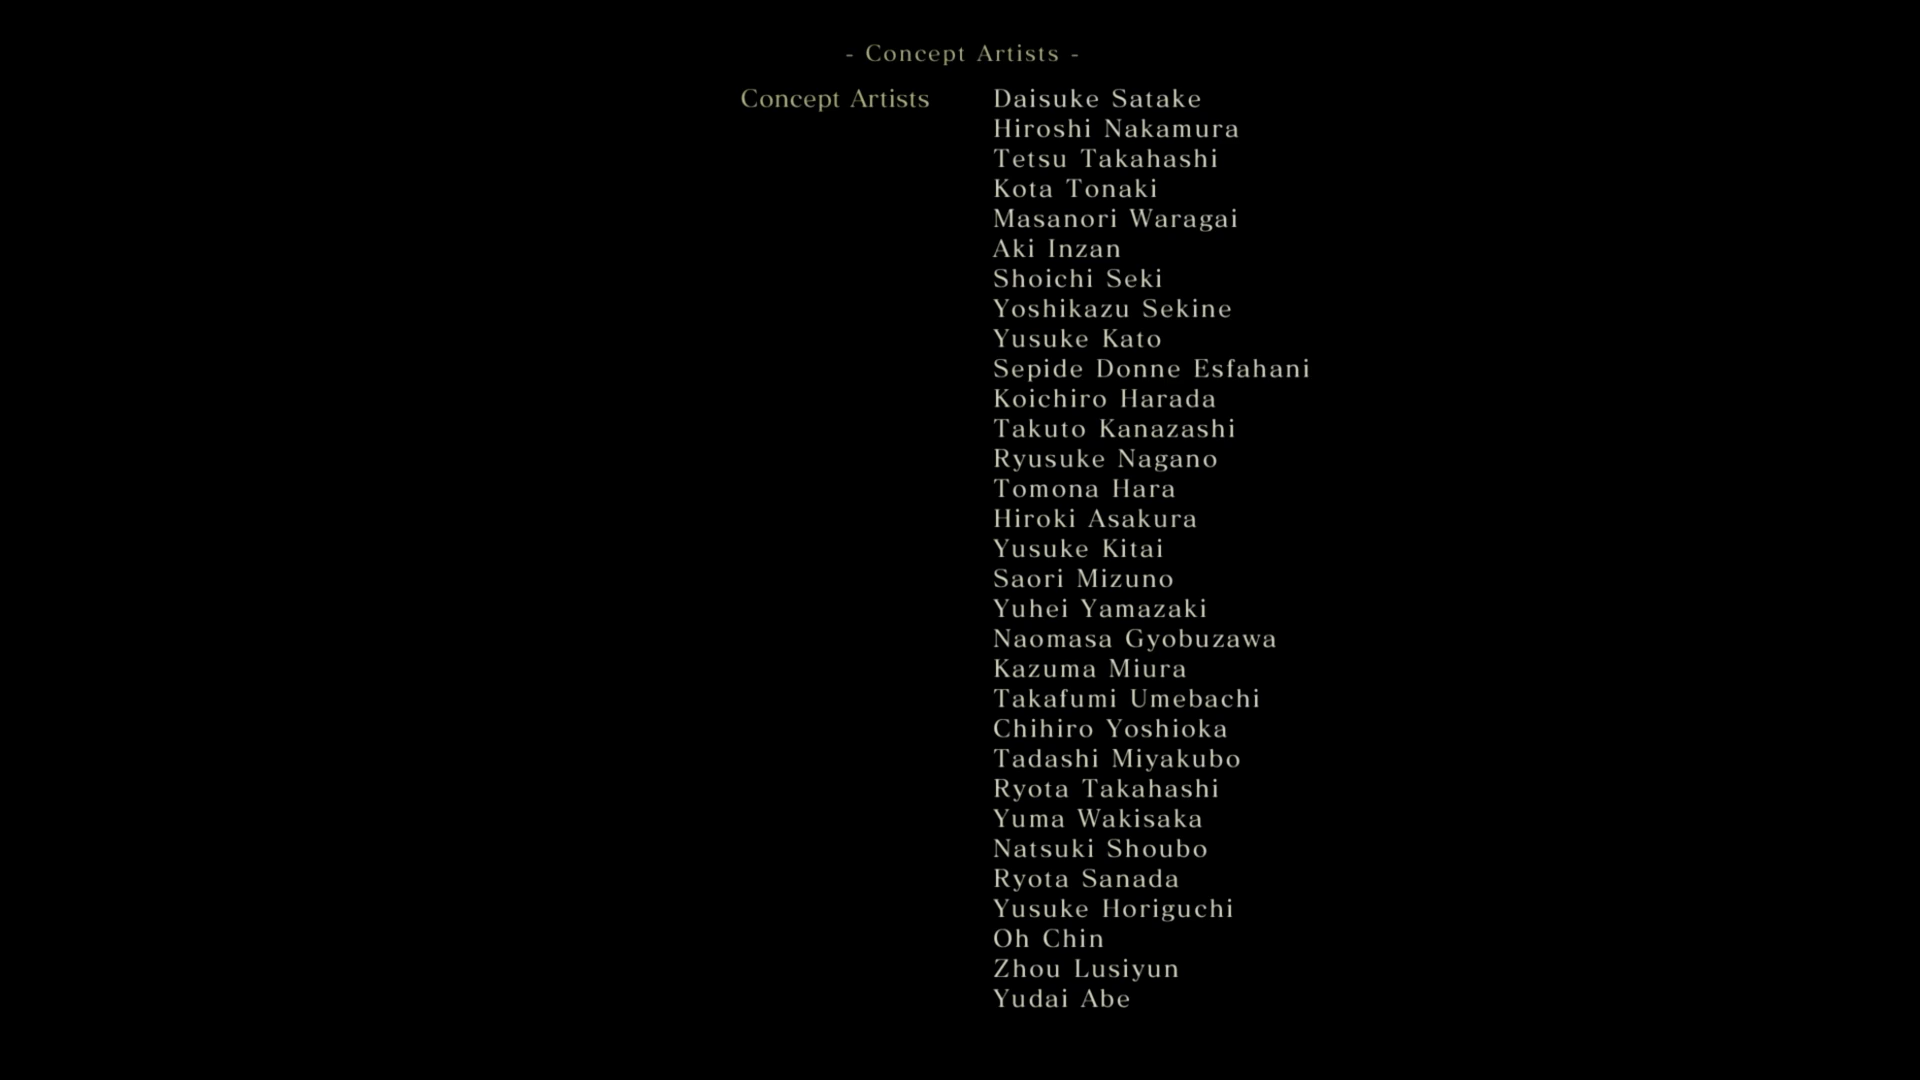 - Concept Artists -
Concept Artists Daisuke Satake
Hiroshi Nakamura
Tetsu Takahashi
Kota Tonaki
Masanori Waragai
Aki Inzan
Shoichi Seki
Yoshikazu Sekine
Yusuke Kato
Sepide Donne Esfahani
Koichiro Harada
Takuto Kanazashi
Ryusuke Nagano
Tomona Hara
Hiroki Asakura
Yusuke Kitai
Saori Mizuno
Yuhei Yamazaki
Naomasa Gyobuzawa
Kazuma Miura
Takafumi Umebachi
Chihiro Yoshioka
Tadashi Miyakubo
Ryota Takahashi
Yuma Wakisaka
Natsuki Shoubo
Ryota Sanada
Yusuke Horiguchi
Oh Chin
Zhou Lusiyun
Yudai Abe